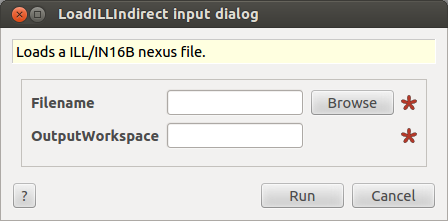 LoadILLIndirect input dialog
Loads a ILL/IN16B nexus file.
Filename Browse *
OutputWorkspace *
? Run Cancel